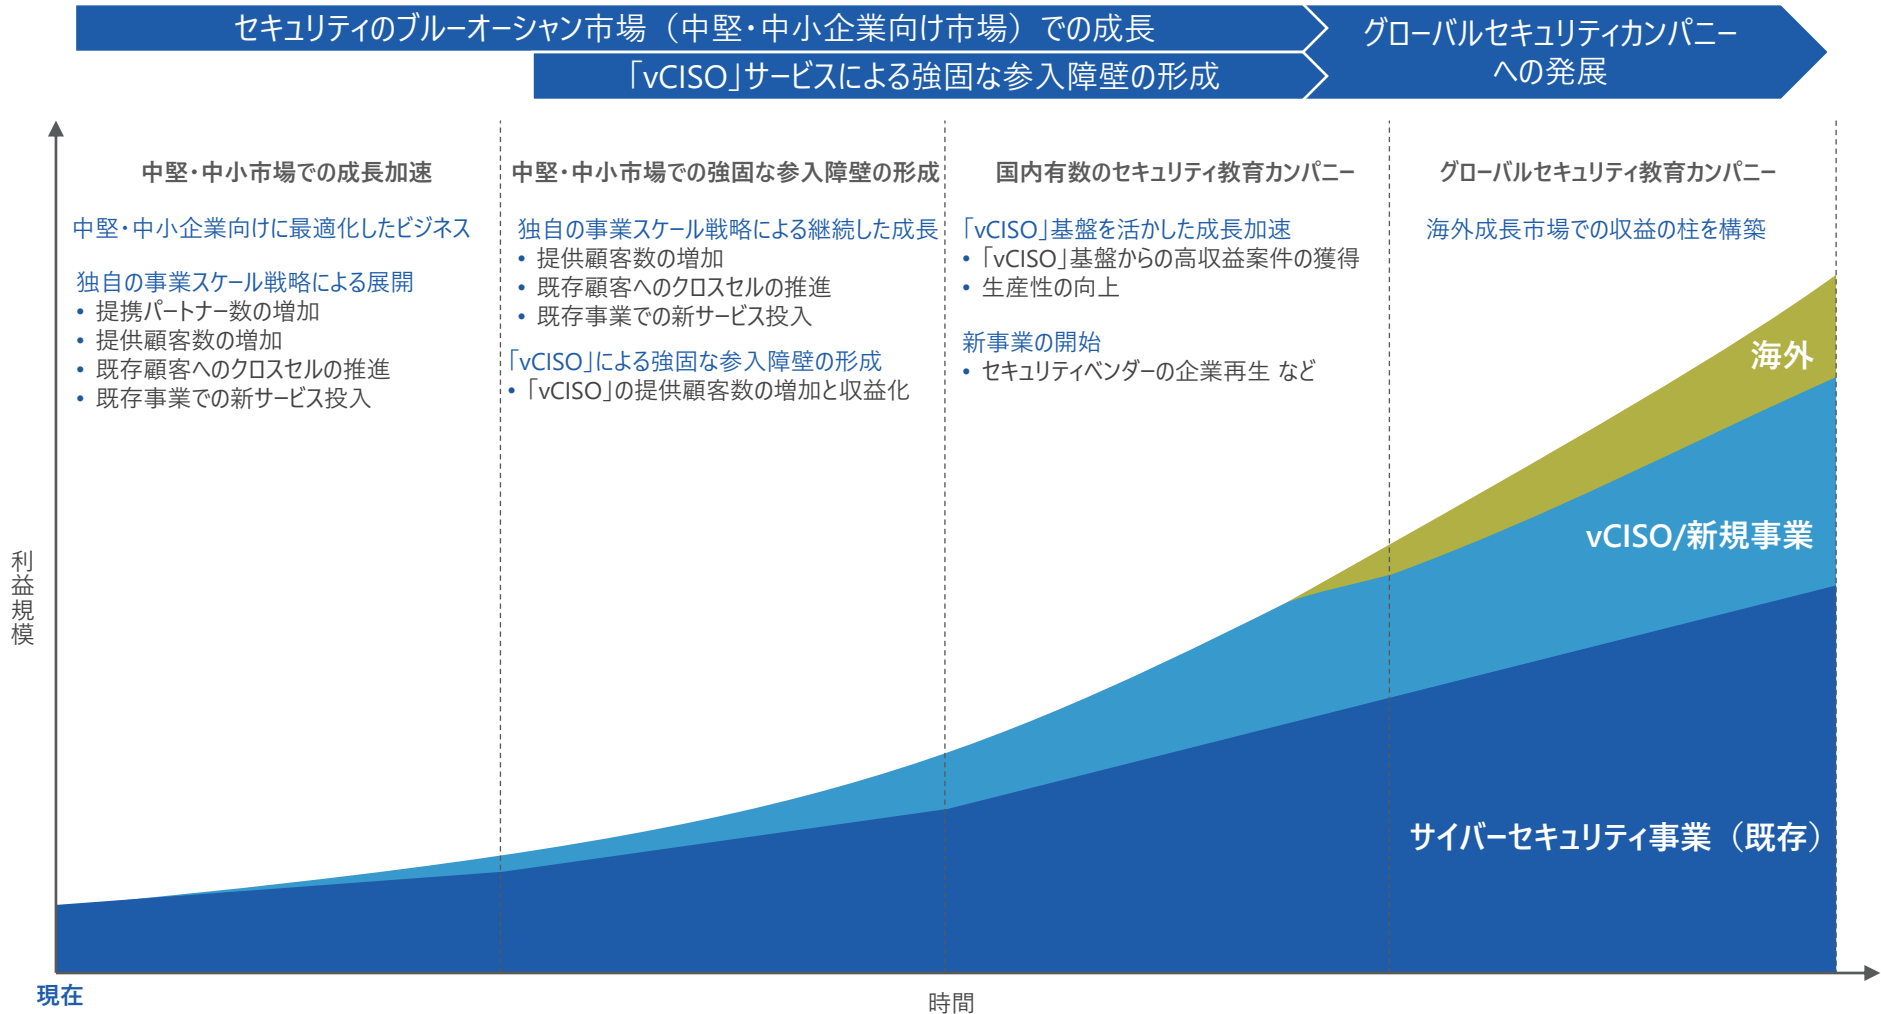 セキュリティのブルーオーシャン市場（中堅・中小企業向け市場）での成長
「vCISO」サービスによる強固な参入障壁の形成
グローバルセキュリティカンパニー
への発展
中堅・中小市場での成長加速
中堅・中小企業向けに最適化したビジネス
独自の事業スケール戦略による展開
• 提携パートナー数の増加
• 提供顧客数の増加
• 既存顧客へのクロスセルの推進
• 既存事業での新サービス投入
中堅・中小市場での強固な参入障壁の形成
独自の事業スケール戦略による継続した成長
• 提供顧客数の増加
• 既存顧客へのクロスセルの推進
• 既存事業での新サービス投入
「vCISO」による強固な参入障壁の形成
• 「vCISO」の提供顧客数の増加と収益化
国内有数のセキュリティ教育カンパニー
「vCISO」基盤を活かした成長加速
• 「vCISO」基盤からの高収益案件の獲得
• 生産性の向上
新事業の開始
• セキュリティベンダーの企業再生 など
グローバルセキュリティ教育カンパニー
海外成長市場での収益の柱を構築
海外
vCISO/新規事業
サイバーセキュリティ事業（既存）
利益規模
現在
時間